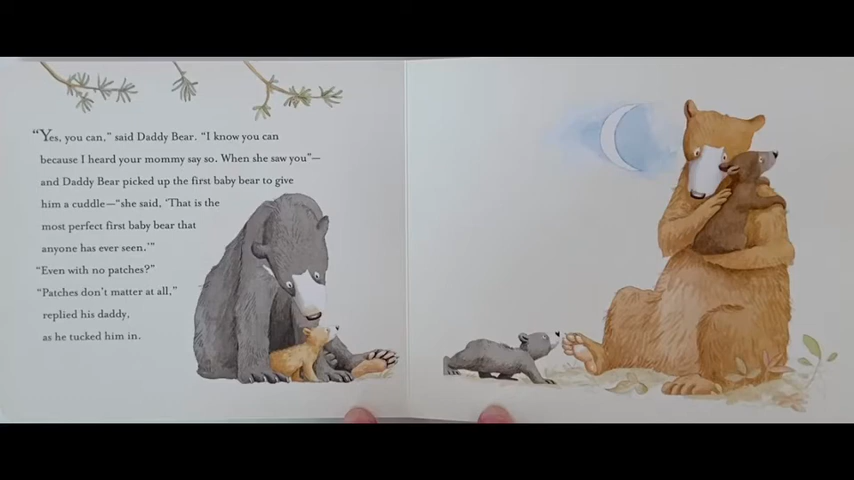 “Yes, you can,” said Daddy Bear. “I know you can
because I heard your mommy say so. When she saw you”—
and Daddy Bear picked up the first baby bear to give
him a cuddle—“she said, ‘That is the
most perfect first baby bear that
anyone has ever seen.’”
“Even with no patches?”
“Patches don’t matter at all,”
replied his daddy,
as he tucked him in.